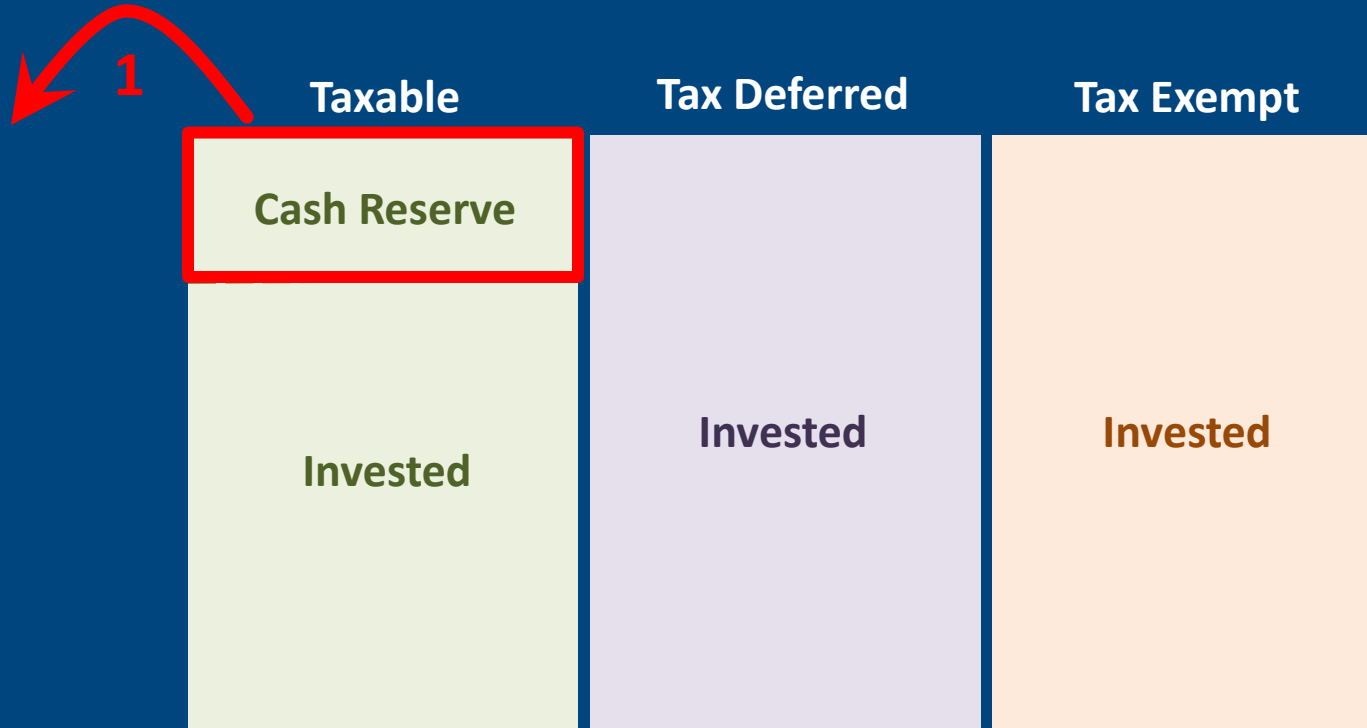 1
Taxable
Tax Deferred
Tax Exempt
Cash Reserve
Invested
Invested
Invested